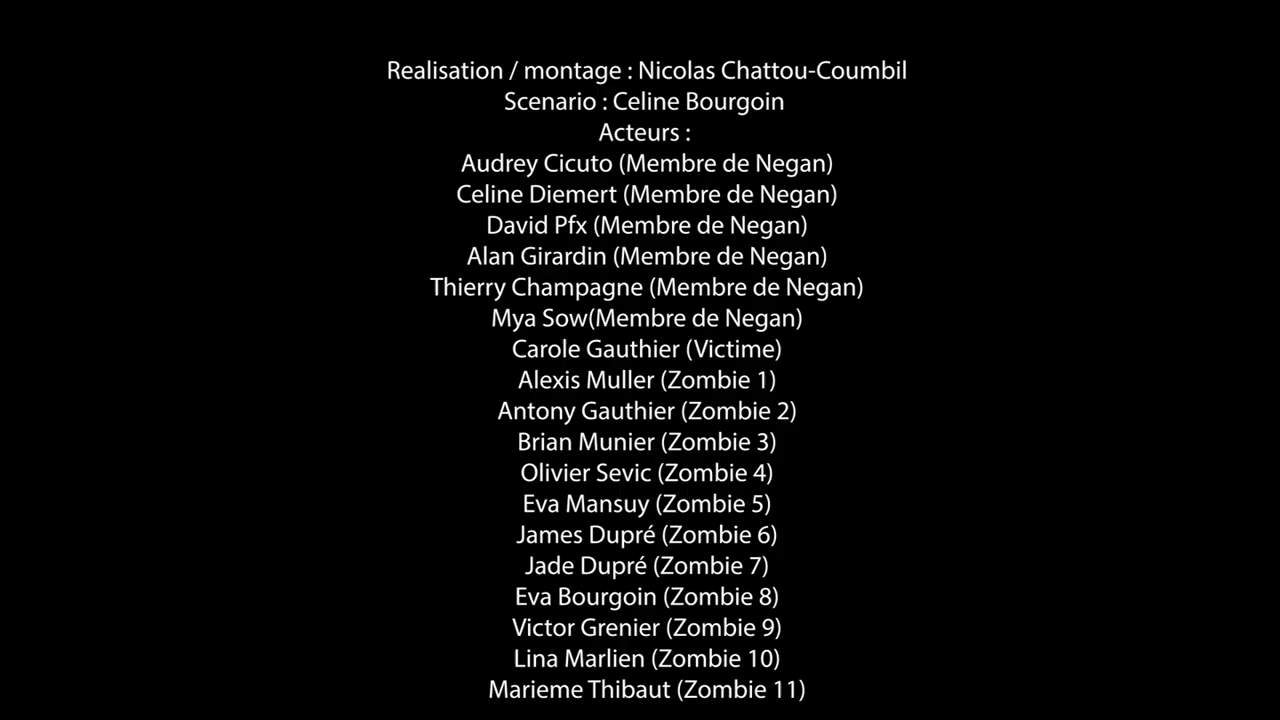 Realisation / montage : Nicolas Chattou-Coumbil
Scenario : Celine Bourgoin
Acteurs :
Audrey Cicuto (Membre de Negan)
Celine Diemert (Membre de Negan)
David Pfx (Membre de Negan)
Alan Girardin (Membre de Negan)
Thierry Champagne (Membre de Negan)
Mya Sow(Membre de Negan)
Carole Gauthier (Victime)
Alexis Muller (Zombie 1)
Antony Gauthier (Zombie 2)
Brian Munier (Zombie 3)
Olivier Sevic (Zombie 4)
Eva Mansuy (Zombie 5)
James Dupré (Zombie 6)
Jade Dupré (Zombie 7)
Eva Bourgoin (Zombie 8)
Victor Grenier (Zombie 9)
Lina Marlien (Zombie 10)
Marieme Thibaut (Zombie 11)